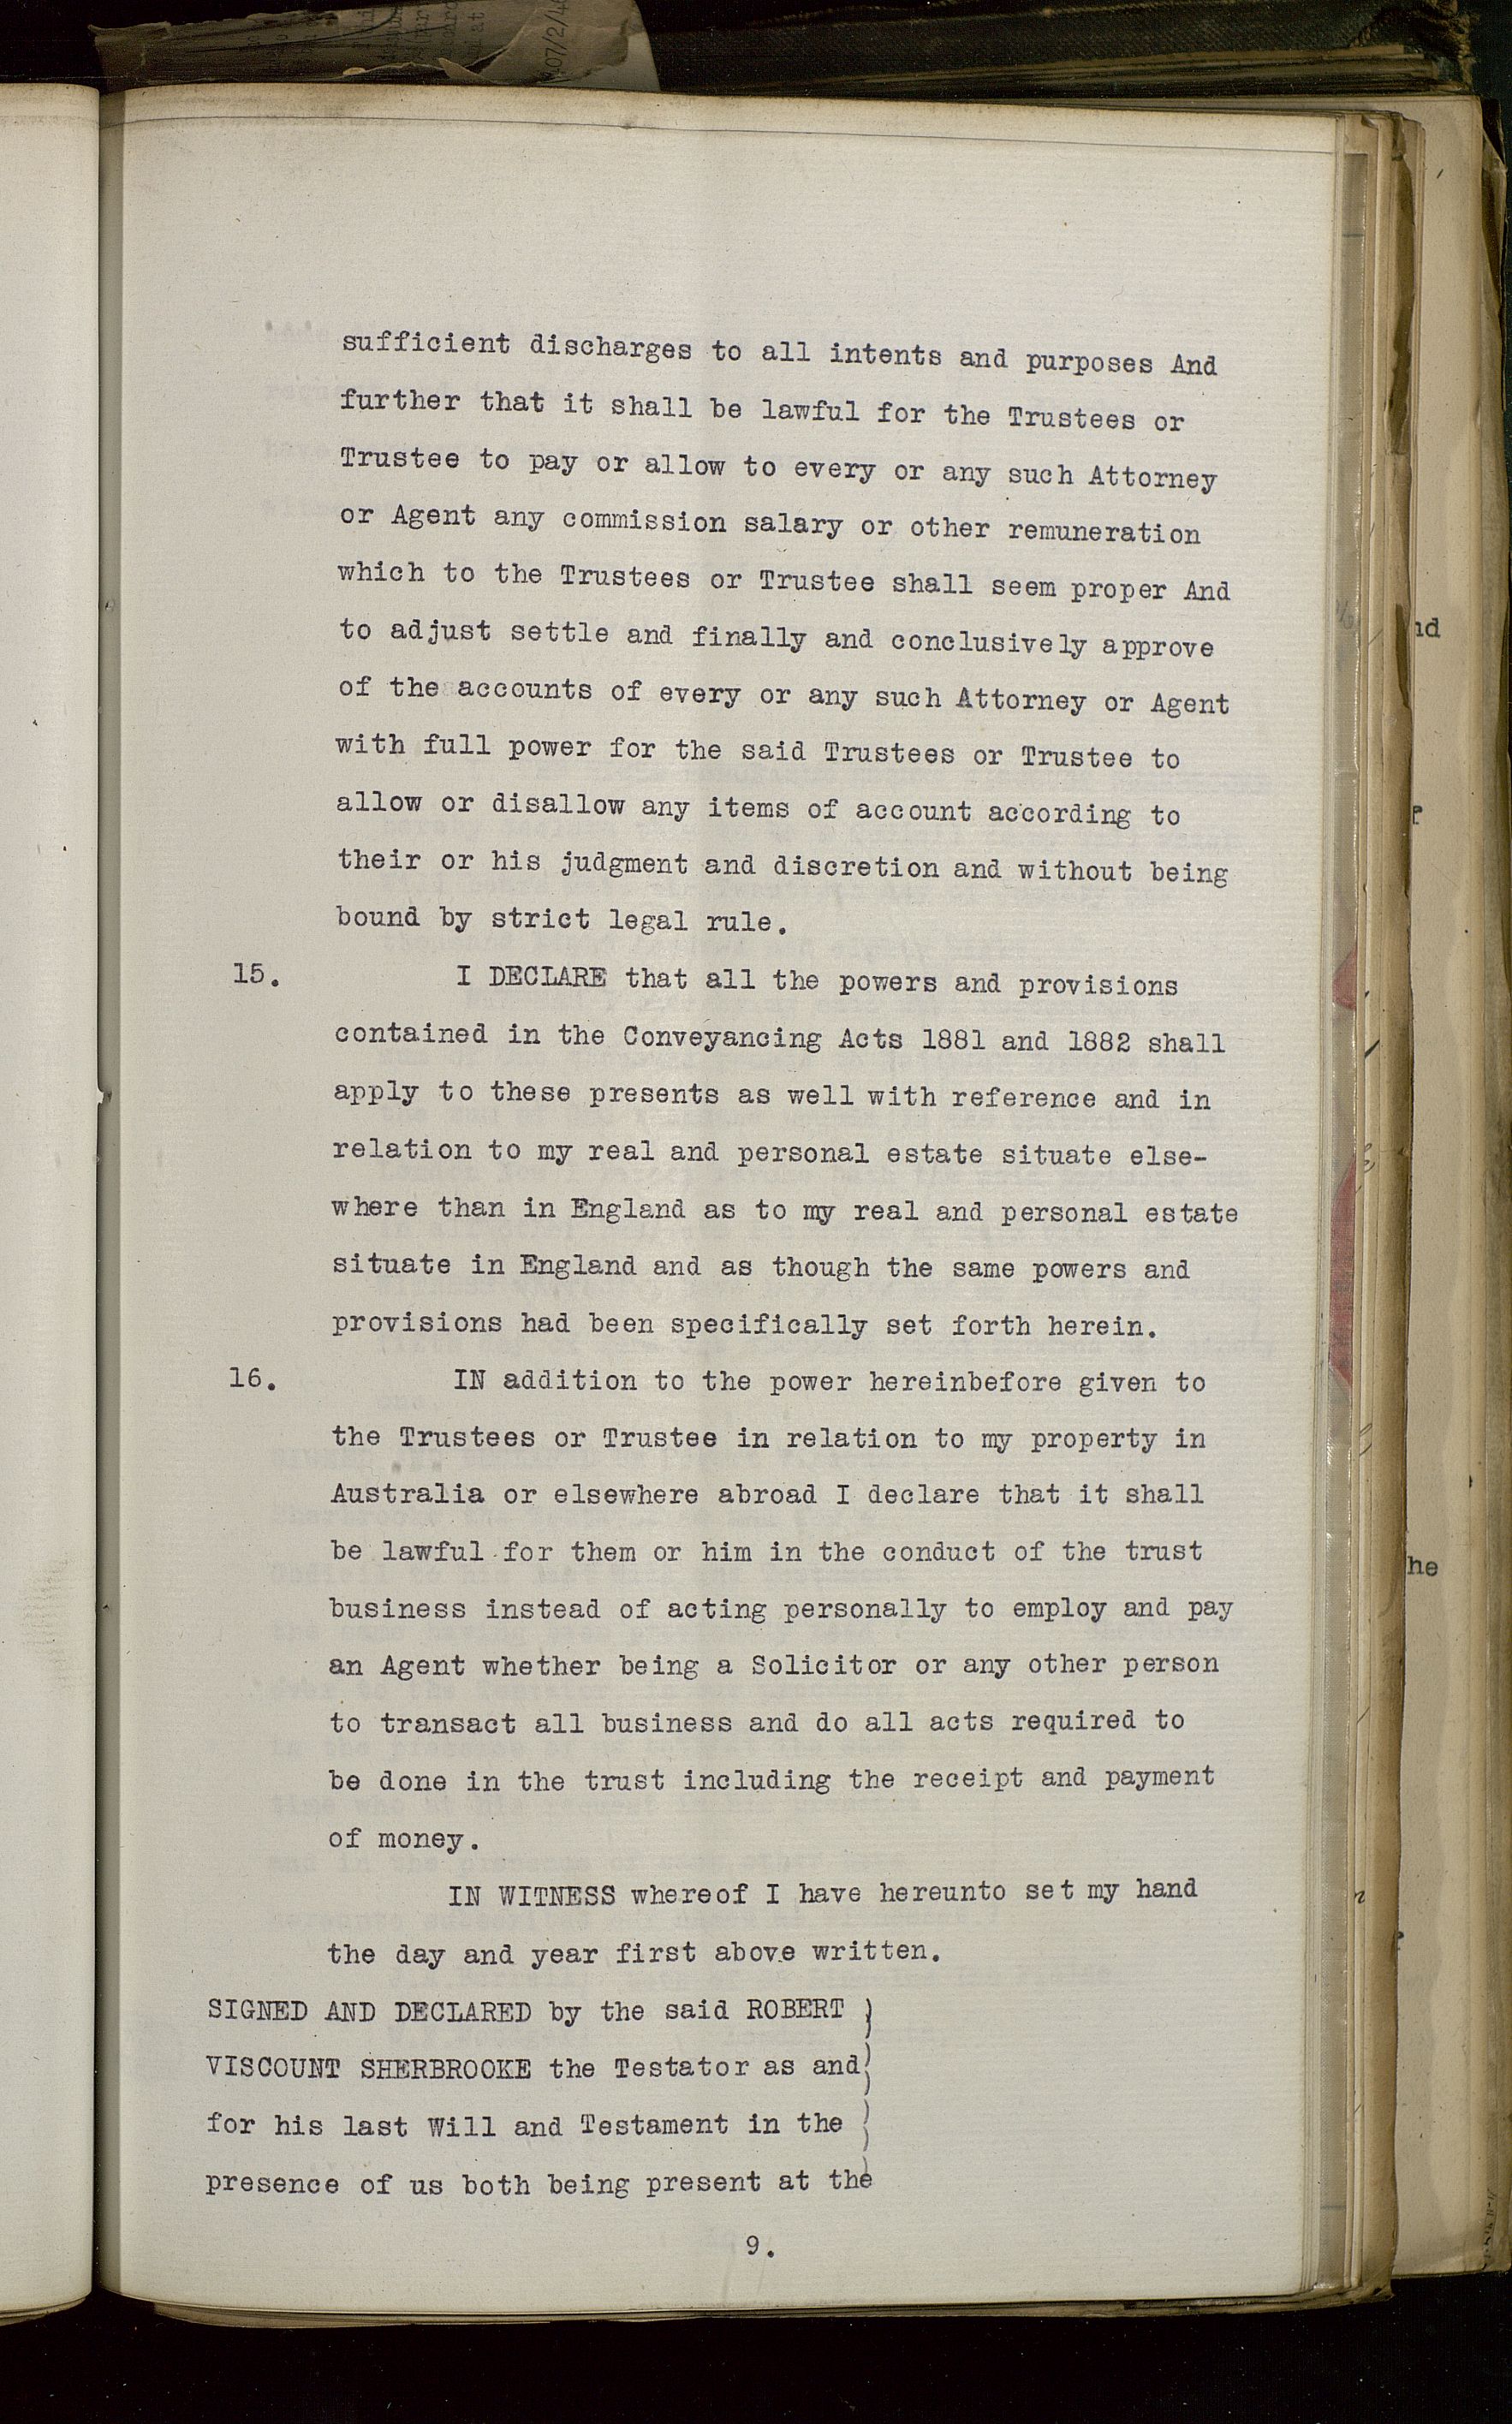 sufficient discharges to all intents and purposes And
further that it shall be lawful for the Trustees or
Trustee to pay or allow to every or any such Attorney
or Agent any commission salary or other remuneration
which to the Trustees or Trustee shall seem proper And
to adjust settle and finally and conclusively approve
of the accounts of every or any such Attorney or Agent
with full power for the said Trustees or Trustee to
allow or disallow any items of account according to
their or his judgment and discretion and without being
bound by strict legal rule.
15. I DECLARE that all the powers and provisions
contained in the Conveyancing Acts 1881 and 1882 shall
apply to these presents as well with reference and in
relation to my real and personal estate situate else-
where than in England as to my real and personal estate
situate in England and as though the same powers and
provisions had been specifically set forth herein.
16. IN addition to the power hereinbefore given to
the Trustees or Trustee in relation to my property in
Australia or elsewhere abroad I declare that it shall
be lawful for them or him in the conduct of the trust
business instead of acting personally to employ and pay
an Agent whether being a Solicitor or any other person
to transact all business and do all acts required to
be done in the trust including the receipt and payment
of money.
IN WITNESS whereof I have hereunto set my hand
the day and year first above written.
SIGNED AND DECLARED by the said ROBERT )
VISCOUNT SHERBROOKE the Testator as and )
for his last Will and Testament in the )
presence of us both being present at the
9.